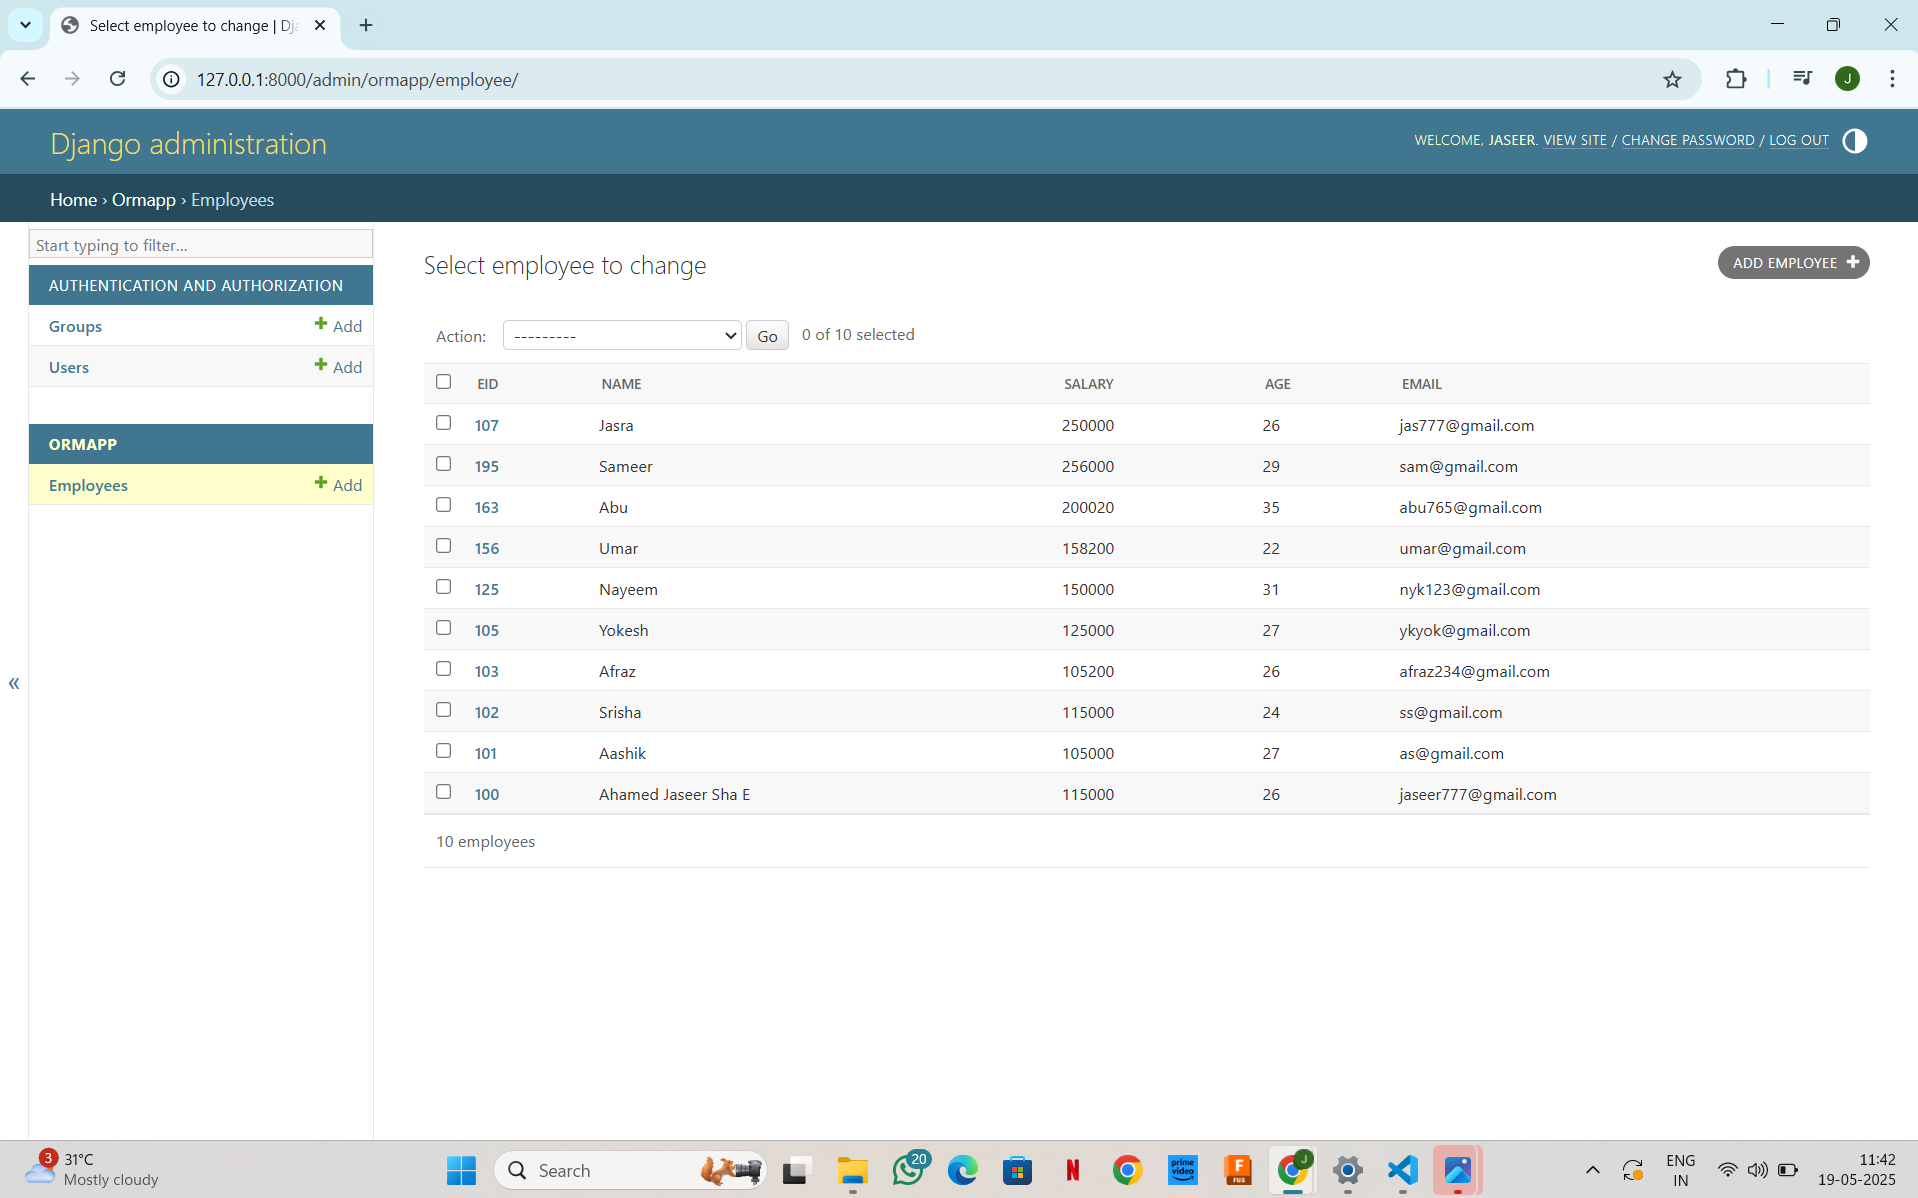 Select employee to change | Dj
127.0.0.1:8000/admin/ormapp/employee/
J
Django administration
WELCOME, JASEER. VIEW SITE / CHANGE PASSWORD / LOG OUT
Home › Ormapp › Employees
Start typing to filter...
AUTHENTICATION AND AUTHORIZATION
Groups + Add
Users + Add
ORMAPP
Employees + Add
«
Select employee to change
ADD EMPLOYEE +
Action: --------- Go 0 of 10 selected
EID NAME SALARY AGE EMAIL
107 Jasra 250000 26 jas777@gmail.com
195 Sameer 256000 29 sam@gmail.com
163 Abu 200020 35 abu765@gmail.com
156 Umar 158200 22 umar@gmail.com
125 Nayeem 150000 31 nyk123@gmail.com
105 Yokesh 125000 27 ykyok@gmail.com
103 Afraz 105200 26 afraz234@gmail.com
102 Srisha 115000 24 ss@gmail.com
101 Aashik 105000 27 as@gmail.com
100 Ahamed Jaseer Sha E 115000 26 jaseer777@gmail.com
10 employees
3
31°C
Mostly cloudy
Search
20
N
prime video
F
FUS
J
ENG
IN
11:42
19-05-2025